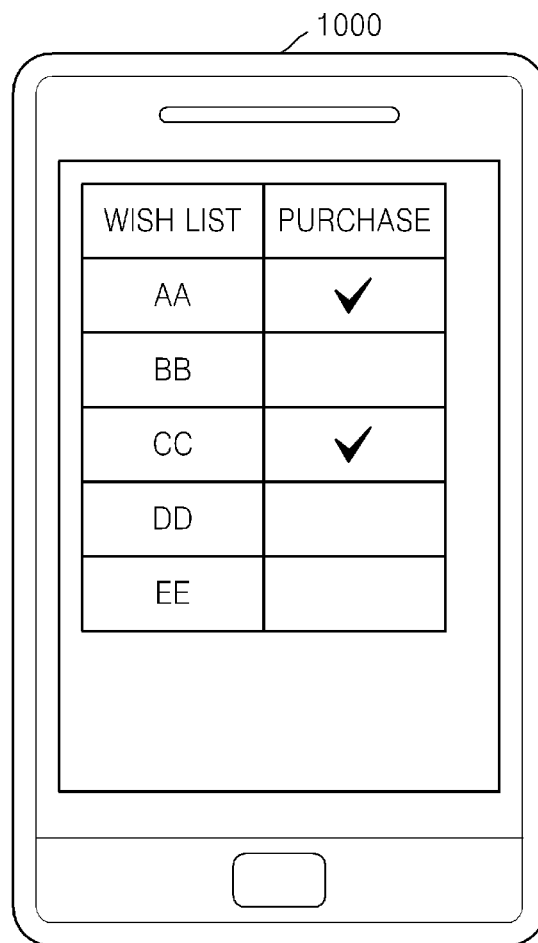 1000
WISH LIST PURCHASE
AA ✓
BB
CC ✓
DD
EE